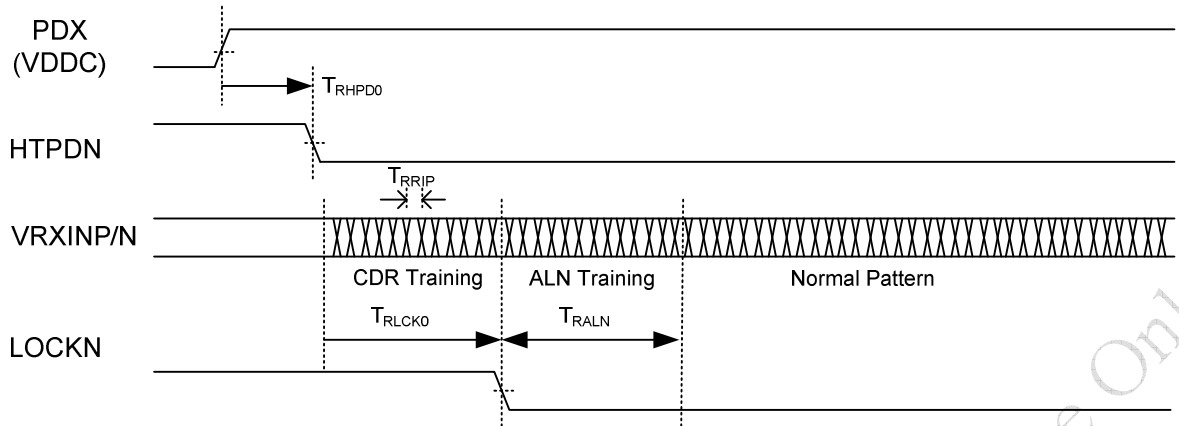 PDX
(VDDC)
TRHPD0
HTPDN
TRRIP
VRXINP/N
CDR Training
ALN Training
Normal Pattern
TRLCK0
TRALN
LOCKN